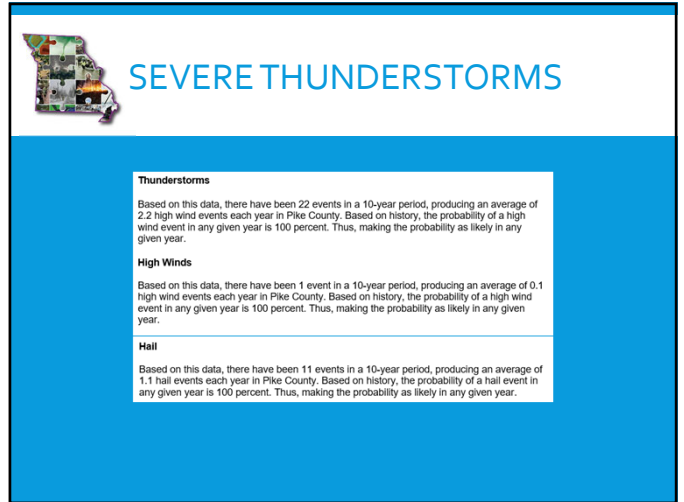 SEVERE THUNDERSTORMS
Thunderstorms
Based on this data, there have been 22 events in a 10-year period, producing an average of
2.2 high wind events each year in Pike County. Based on history, the probability of a high
wind event in any given year is 100 percent. Thus, making the probability as likely in any
given year.
High Winds
Based on this data, there have been 1 event in a 10-year period, producing an average of 0.1
high wind events each year in Pike County. Based on history, the probability of a high wind
event in any given year is 100 percent. Thus, making the probability as likely in any given
year.
Hail
Based on this data, there have been 11 events in a 10-year period, producing an average of
1.1 hail events each year in Pike County. Based on history, the probability of a hail event in
any given year is 100 percent. Thus, making the probability as likely in any given year.